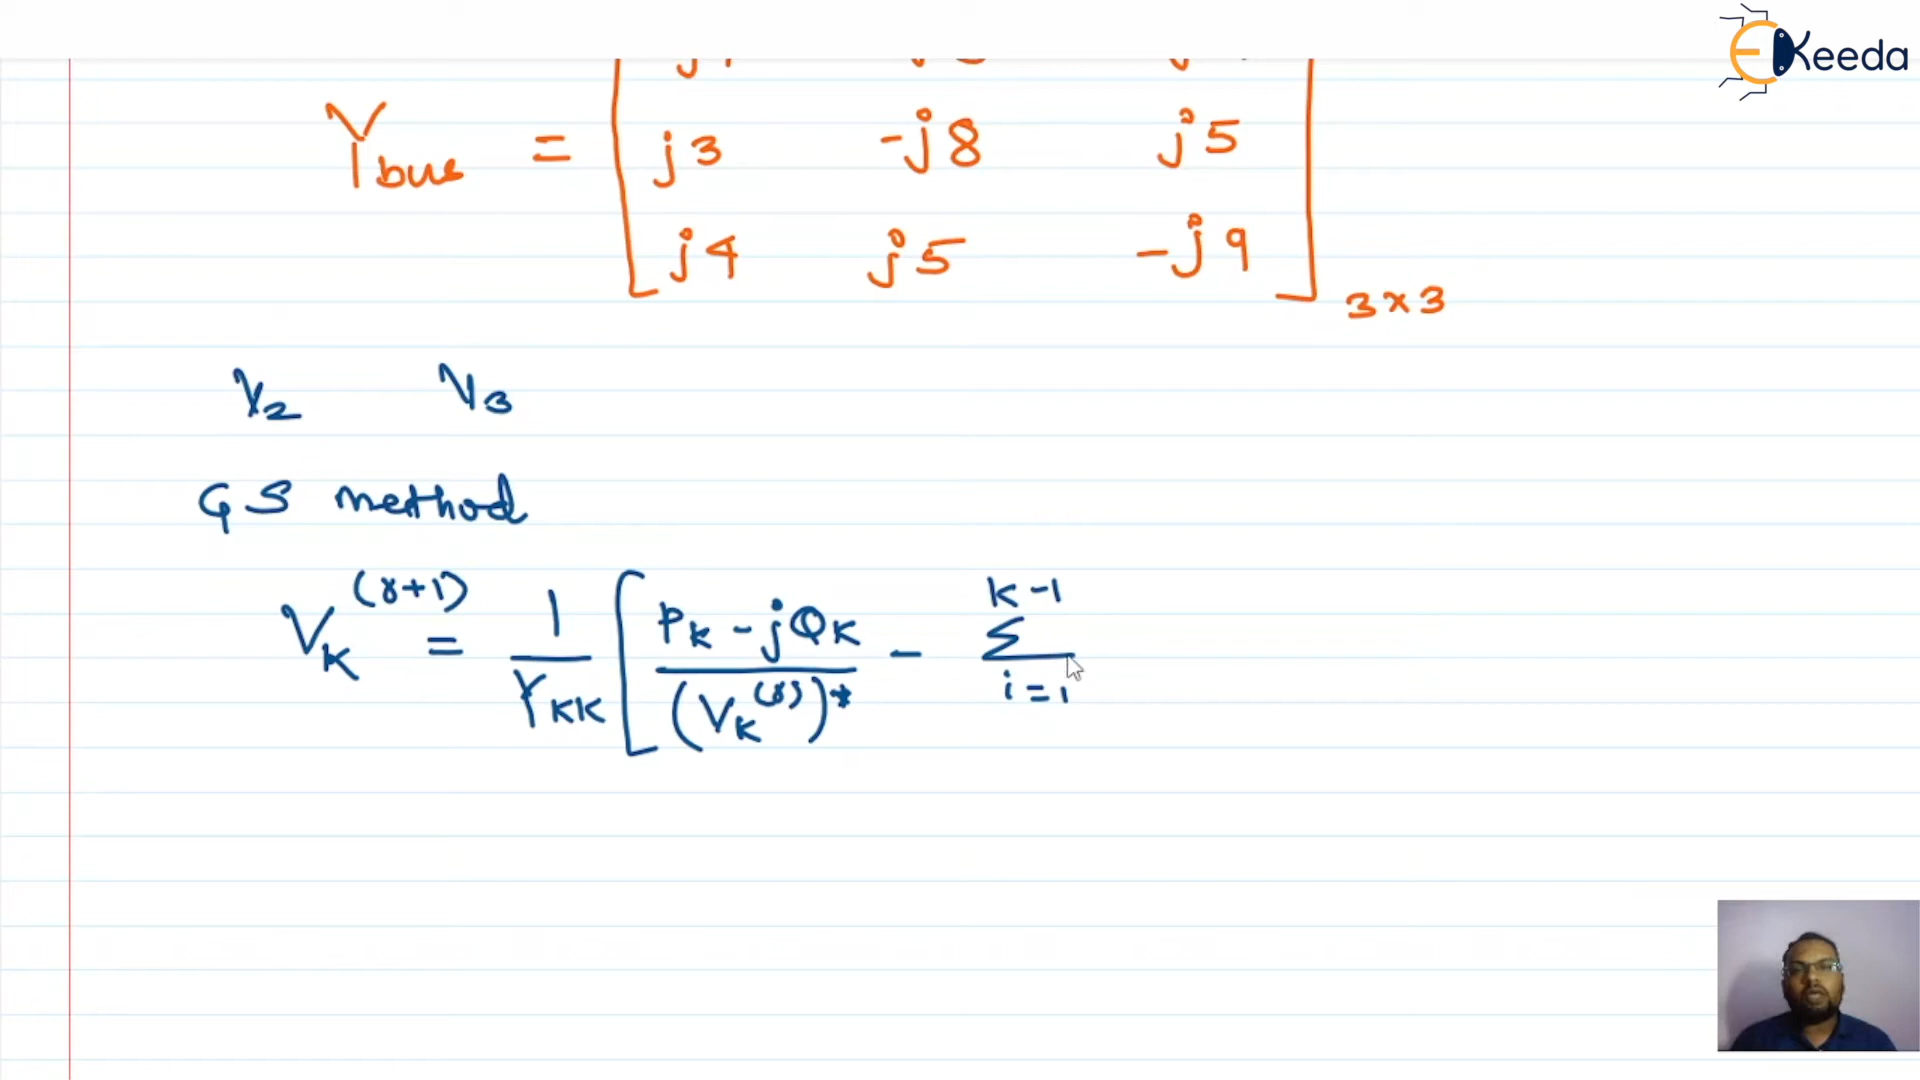 EKeeda
Ybus = [ j3 -j8 j5
j4 j5 -j9 ] 3×3
V2 V3
GS method
VK^(r+1) = 1/YKK [ PK - jQK / (VK^(r))* - Σ i=1 K-1